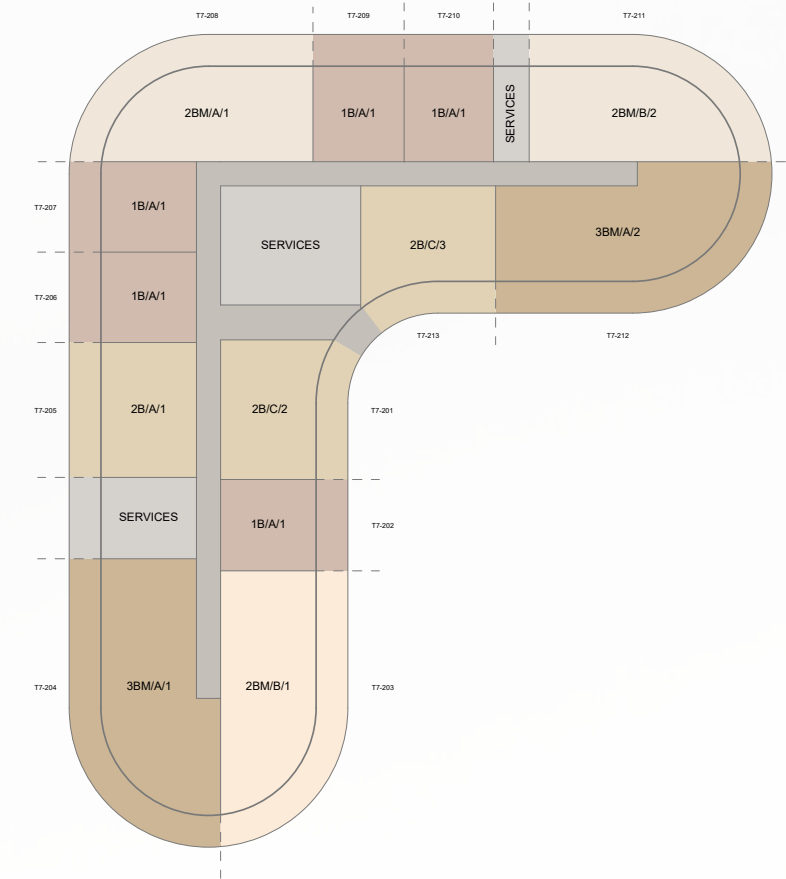 T7-208
T7-209
T7-210
T7-211
2BM/A/1
1B/A/1
1B/A/1
SERVICES
2BM/B/2
T7-207
1B/A/1
SERVICES
2B/C/3
3BM/A/2
T7-206
1B/A/1
T7-213
T7-212
T7-205
2B/A/1
2B/C/2
T7-201
SERVICES
1B/A/1
T7-202
T7-204
3BM/A/1
2BM/B/1
T7-203